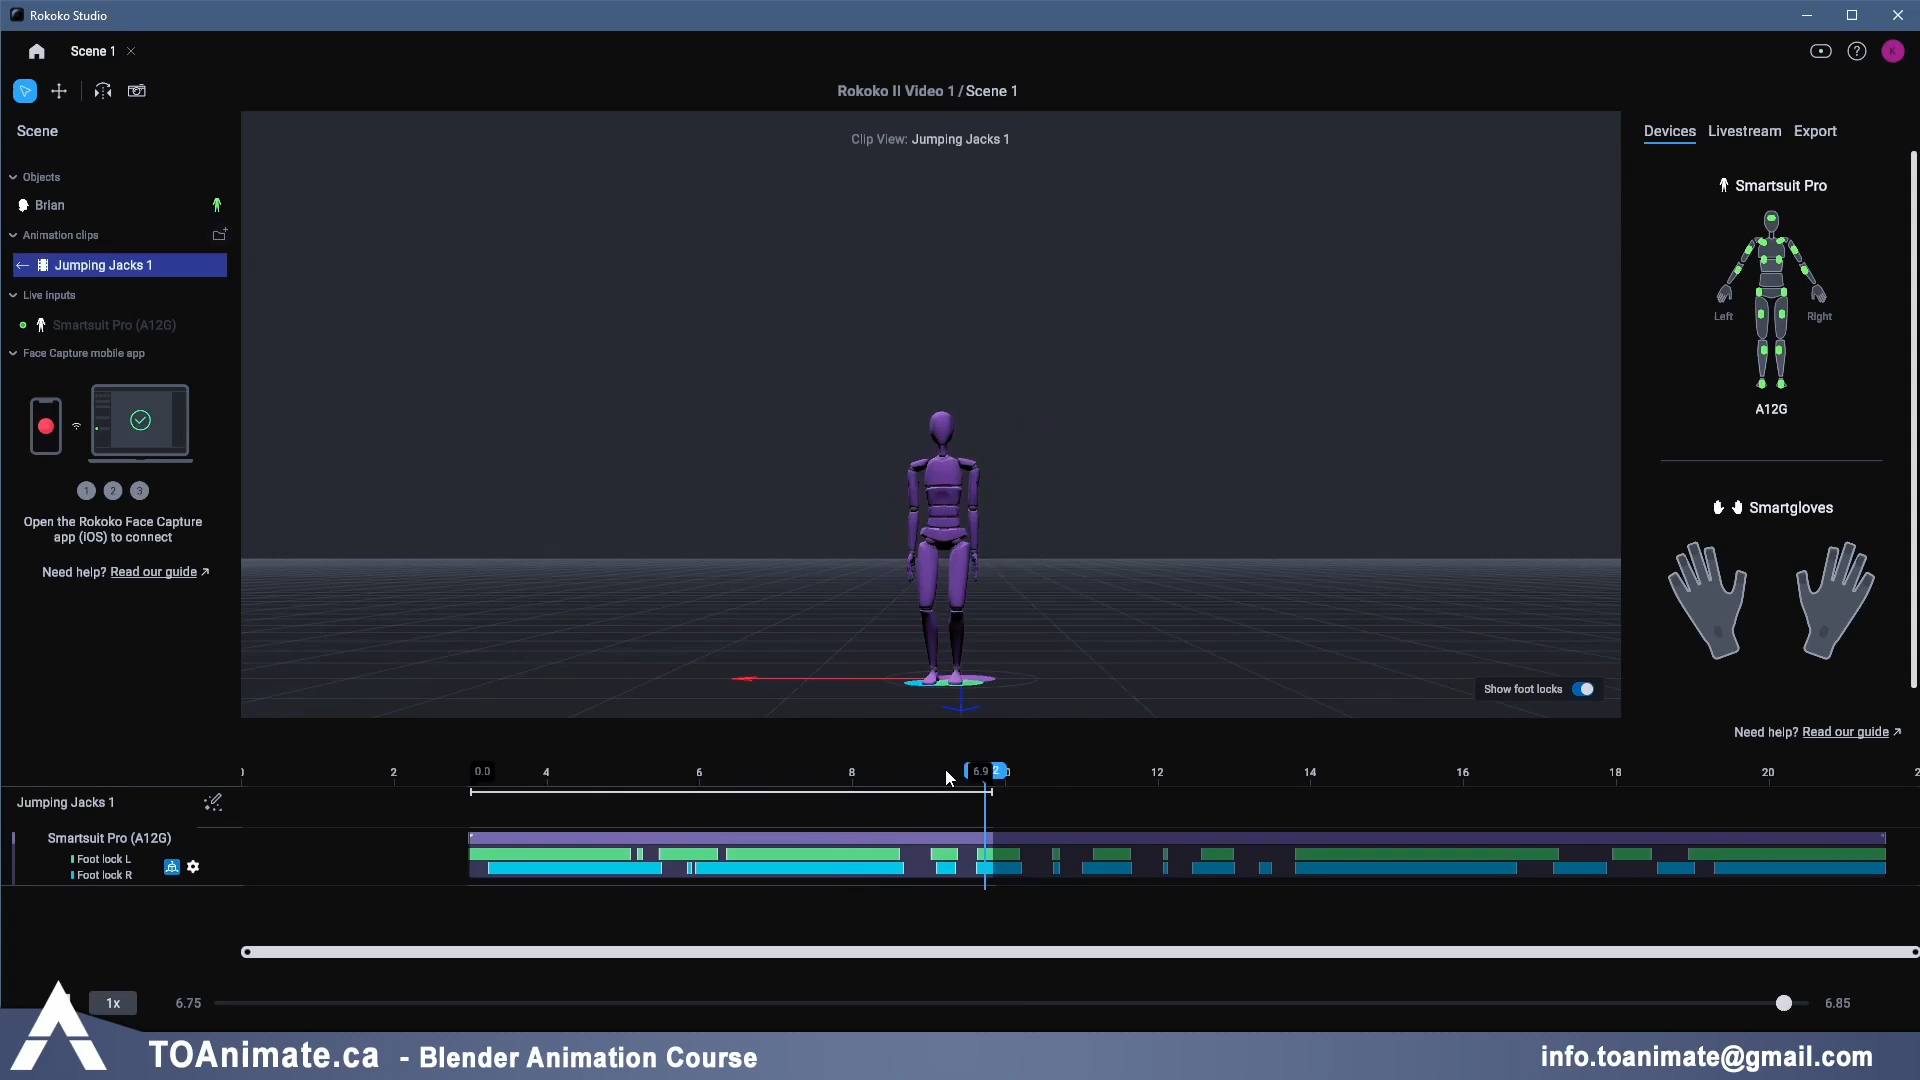 Rokoko Studio
Scene 1
K
Rokoko II Video 1 / Scene 1
Scene
Clip View: Jumping Jacks 1
Devices Livestream Export
Objects
Brian
Animation clips
Jumping Jacks 1
Live inputs
Smartsuit Pro (A12G)
Face Capture mobile app
1 2 3
Open the Rokoko Face Capture
app (iOS) to connect
Need help? Read our guide
Smartsuit Pro
Left Right
A12G
Smartgloves
Show foot locks
Need help? Read our guide
0 2 0.0 4 6 8 6.9 12 14 16 18 20 2
Jumping Jacks 1
Smartsuit Pro (A12G)
Foot lock L
Foot lock R
1x 6.75 6.85
TOAnimate.ca - Blender Animation Course
info.toanimate@gmail.com